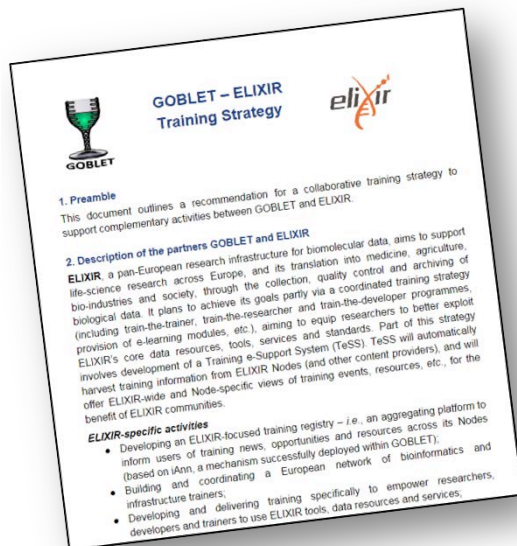 GOBLET – ELIXIR
Training Strategy
GOBLET
elixir
1. Preamble
This document outlines a recommendation for a collaborative training strategy to
support complementary activities between GOBLET and ELIXIR.
2. Description of the partners GOBLET and ELIXIR
ELIXIR, a pan-European research infrastructure for biomolecular data, aims to support
life-science research across Europe, and its translation into medicine, agriculture,
bio-industries and society, through the collection, quality control and archiving of
biological data. It plans to achieve its goals partly via a coordinated training strategy
(including train-the-trainer, train-the-researcher and train-the-developer programmes,
provision of e-learning modules, etc.), aiming to equip researchers to better exploit
ELIXIR's core data resources, tools, services and standards. Part of this strategy
involves development of a Training e-Support System (TeSS). TeSS will automatically
harvest training information from ELIXIR Nodes (and other content providers), and will
offer ELIXIR-wide and Node-specific views of training events, resources, etc., for the
benefit of ELIXIR communities.
ELIXIR-specific activities
• Developing an ELIXIR-focused training registry – i.e., an aggregating platform to
inform users of training news, opportunities and resources across its Nodes
(based on iAnn, a mechanism successfully deployed within GOBLET);
• Building and coordinating a European network of bioinformatics and
infrastructure trainers;
• Developing and delivering training specifically to empower researchers,
developers and trainers to use ELIXIR tools, data resources and services;